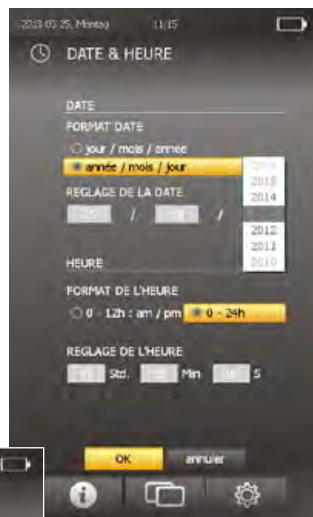 2013.03.25, Montag 11:15
DATE & HEURE
DATE
FORMAT DATE
jour / mois / année
année / mois / jour
2015
2014
REGLAGE DE LA DATE
/ /
2012
2011
2010
HEURE
FORMAT DE L'HEURE
0 - 12h : am / pm 0 - 24h
REGLAGE DE L'HEURE
Std. Min S
OK annuler
i